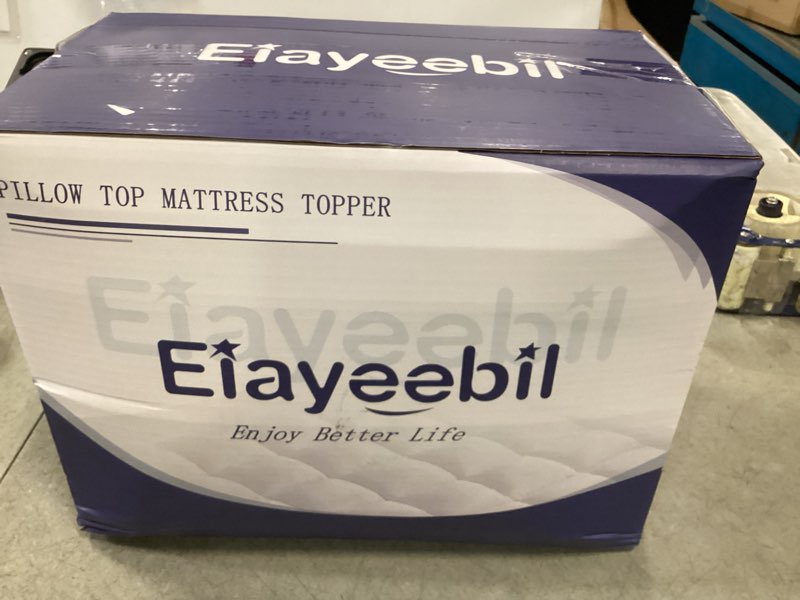 Eiayeebil
PILLOW TOP MATTRESS TOPPER
Eiayeebil
Eiayeebil
Enjoy Better Life